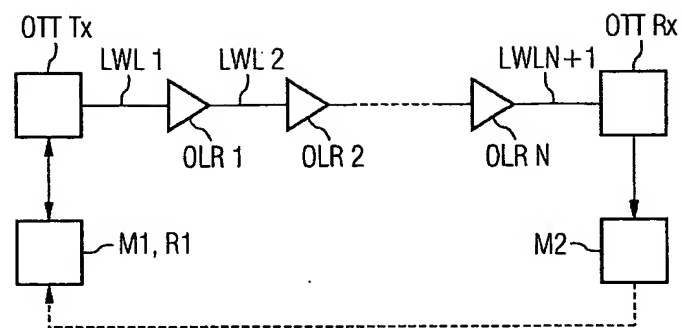 OTT Tx
OTT Rx
LWL 1
LWL 2
LWLN+1
OLR 1
OLR 2
OLR N
M1, R1
M2